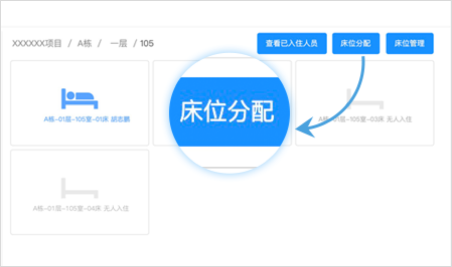 XXXXXX项目 / A栋 / 一层 / 105
查看已入住人员
床位分配
床位管理
床位分配
A栋-01层-105室-01床 胡志鹏
A栋-01层-105室-03床 无人入住
A栋-01层-105室-04床 无人入住